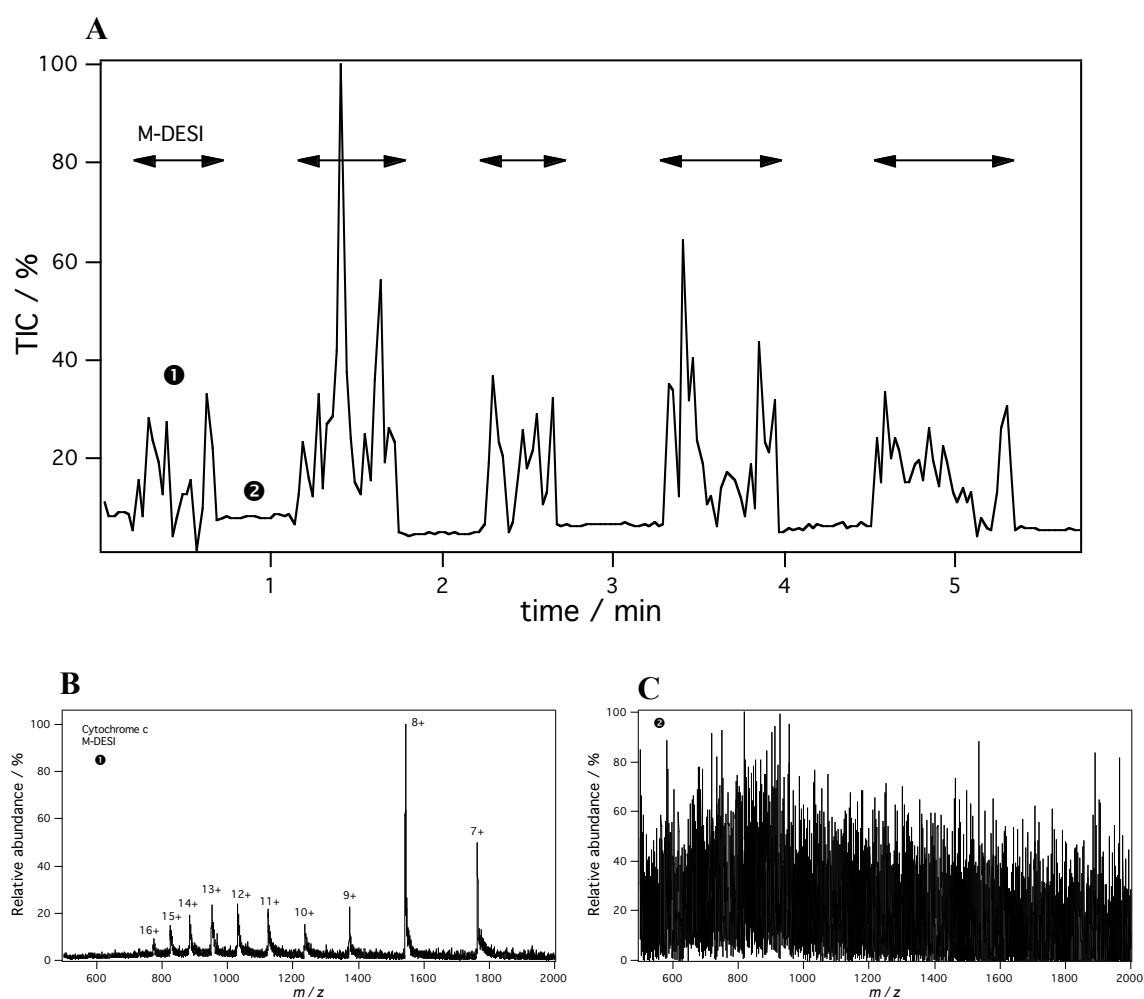 A
100
80
60
40
20
TIC / %
M-DESI
❶
❷
1 2 3 4 5
time / min
B
100
80
60
40
20
0
Relative abundance / %
Cytochrome c
M-DESI
❶
16+ 15+ 14+ 13+ 12+ 11+ 10+ 9+ 8+ 7+
600 800 1000 1200 1400 1600 1800 2000
m / z
C
100
80
60
40
20
0
Relative abundance / %
❷
600 800 1000 1200 1400 1600 1800 2000
m / z